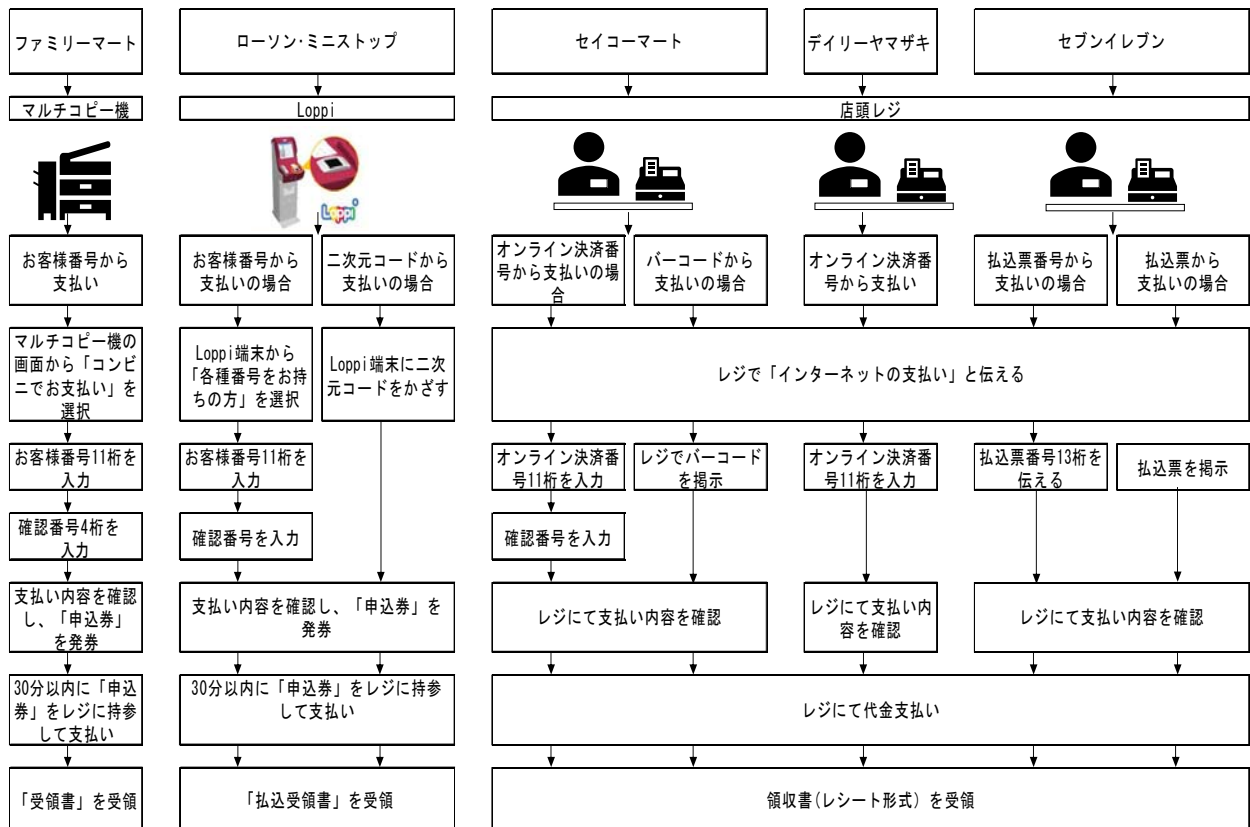 ファミリーマート
ローソン･ミニストップ
セイコーマート
デイリーヤマザキ
セブンイレブン
マルチコピー機
Loppi
店頭レジ
Loppi
お客様番号から
支払い
お客様番号から
支払いの場合
二次元コードから
支払いの場合
オンライン決済番
号から支払いの場
合
バーコードから
支払いの場合
オンライン決済番
号から支払い
払込票番号から
支払いの場合
払込票から
支払いの場合
マルチコピー機の
画面から「コンビ
ニでお支払い」を
選択
Loppi端末から
「各種番号をお持
ちの方」を選択
Loppi端末に二次
元コードをかざす
レジで「インターネットの支払い」と伝える
お客様番号11桁を
入力
お客様番号11桁を
入力
オンライン決済番
号11桁を入力
レジでバーコード
を掲示
オンライン決済番
号11桁を入力
払込票番号13桁を
伝える
払込票を掲示
確認番号4桁を
入力
確認番号を入力
確認番号を入力
支払い内容を確認
し、「申込券」
を発券
支払い内容を確認し、「申込券」を
発券
レジにて支払い内容を確認
レジにて支払い内
容を確認
レジにて支払い内容を確認
30分以内に「申込
券」をレジに持参
して支払い
30分以内に「申込券」をレジに持参
して支払い
レジにて代金支払い
「受領書」を受領
「払込受領書」を受領
領収書(レシート形式）を受領